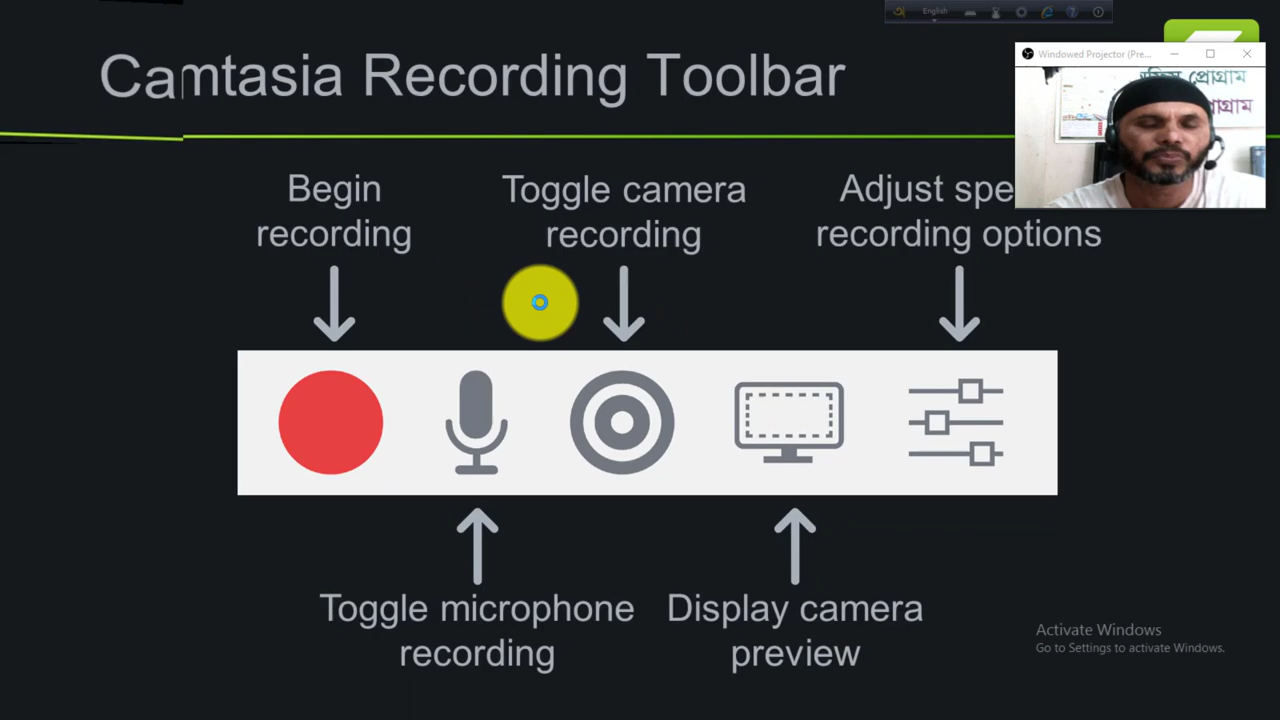 English
Camtasia Recording Toolbar
Windowed Projector (Pre...
প্রোগ্রাম
Begin
recording
Toggle camera
recording
Adjust spe
recording options
Toggle microphone
recording
Display camera
preview
Activate Windows
Go to Settings to activate Windows.